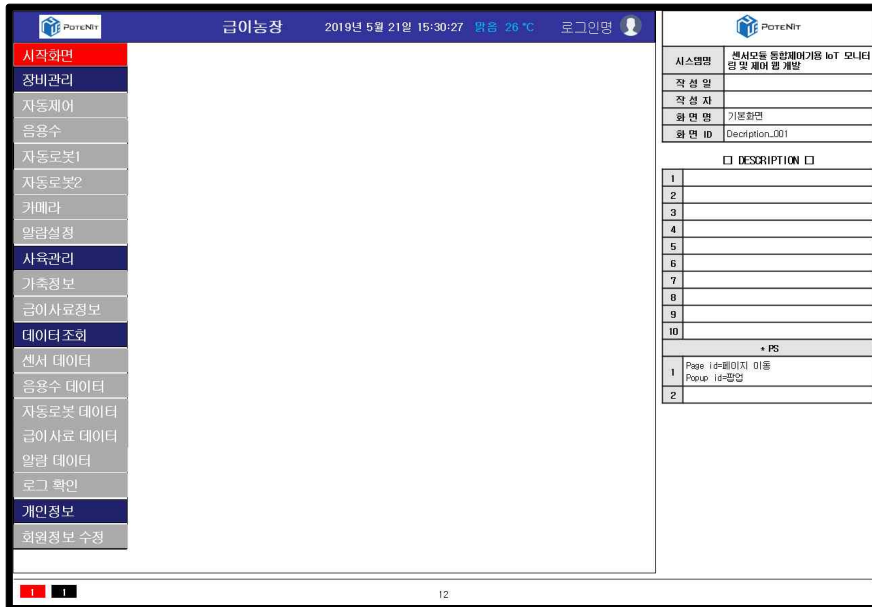 POTENIT
급이농장
2019년 5월 21일 15:30:27 맑음 26 ℃
로그인명
시작화면
장비관리
자동제어
음용수
자동로봇1
자동로봇2
카메라
알람설정
사육관리
가축정보
급이사료정보
데이터조회
센서 데이터
음용수 데이터
자동로봇 데이터
급이사료 데이터
알람 데이터
로그 확인
개인정보
회원정보 수정
POTENIT
시스템명
센서모듈 통합제어기용 IoT 모니터
링 및 제어 웹 개발
작 성 일
작 성 자
화 면 명 기본화면
화 면 ID Decription_001
□ DESCRIPTION □
1
2
3
4
5
6
7
8
9
10
* PS
1
Page id=페이지 이동
Popup id=팝업
2
1 1
12